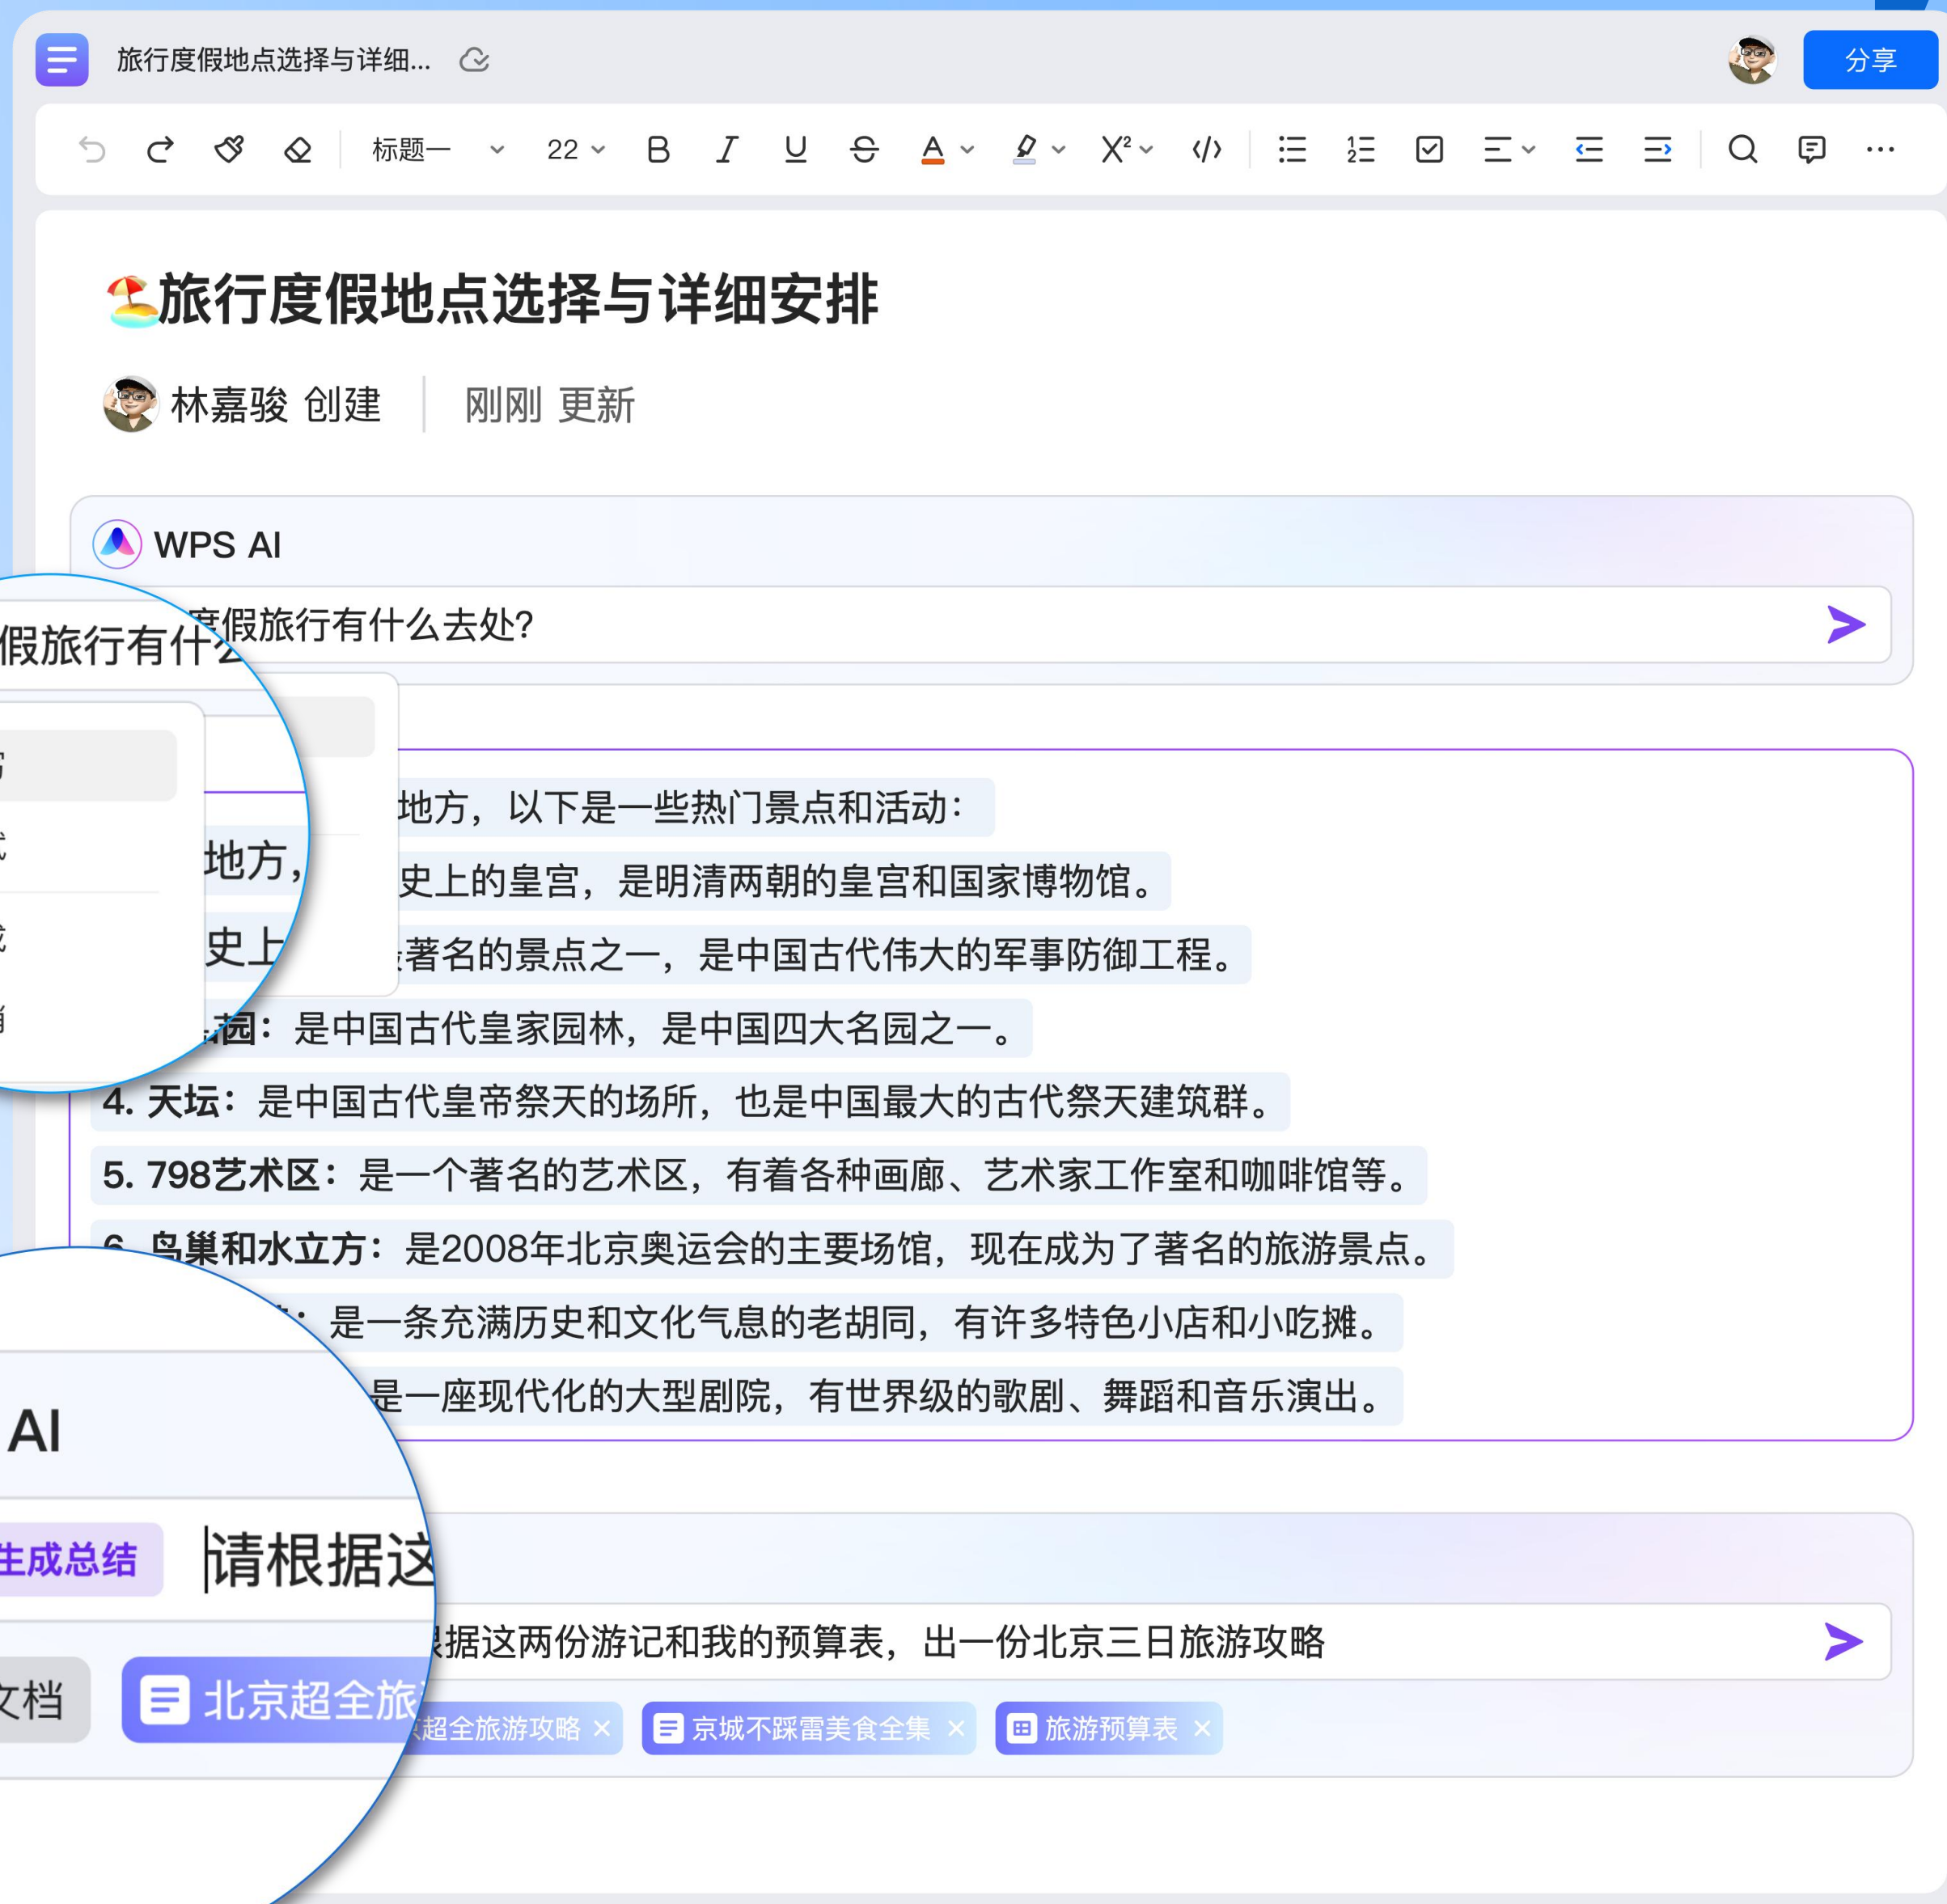 旅行度假地点选择与详细...
分享
标题一 22 B I U S A X² </>
旅行度假地点选择与详细安排
林嘉骏 创建 刚刚 更新
WPS AI
度假旅行有什么去处?
假旅行有什么
地方，以下是一些热门景点和活动：
地方，
史上的皇宫，是明清两朝的皇宫和国家博物馆。
史上
著名的景点之一，是中国古代伟大的军事防御工程。
园：是中国古代皇家园林，是中国四大名园之一。
4. 天坛：是中国古代皇帝祭天的场所，也是中国最大的古代祭天建筑群。
5. 798艺术区：是一个著名的艺术区，有着各种画廊、艺术家工作室和咖啡馆等。
6. 鸟巢和水立方：是2008年北京奥运会的主要场馆，现在成为了著名的旅游景点。
：是一条充满历史和文化气息的老胡同，有许多特色小店和小吃摊。
是一座现代化的大型剧院，有世界级的歌剧、舞蹈和音乐演出。
AI
生成总结 请根据这
根据这两份游记和我的预算表，出一份北京三日旅游攻略
文档 北京超全旅
超全旅游攻略 × 京城不踩雷美食全集 × 旅游预算表 ×